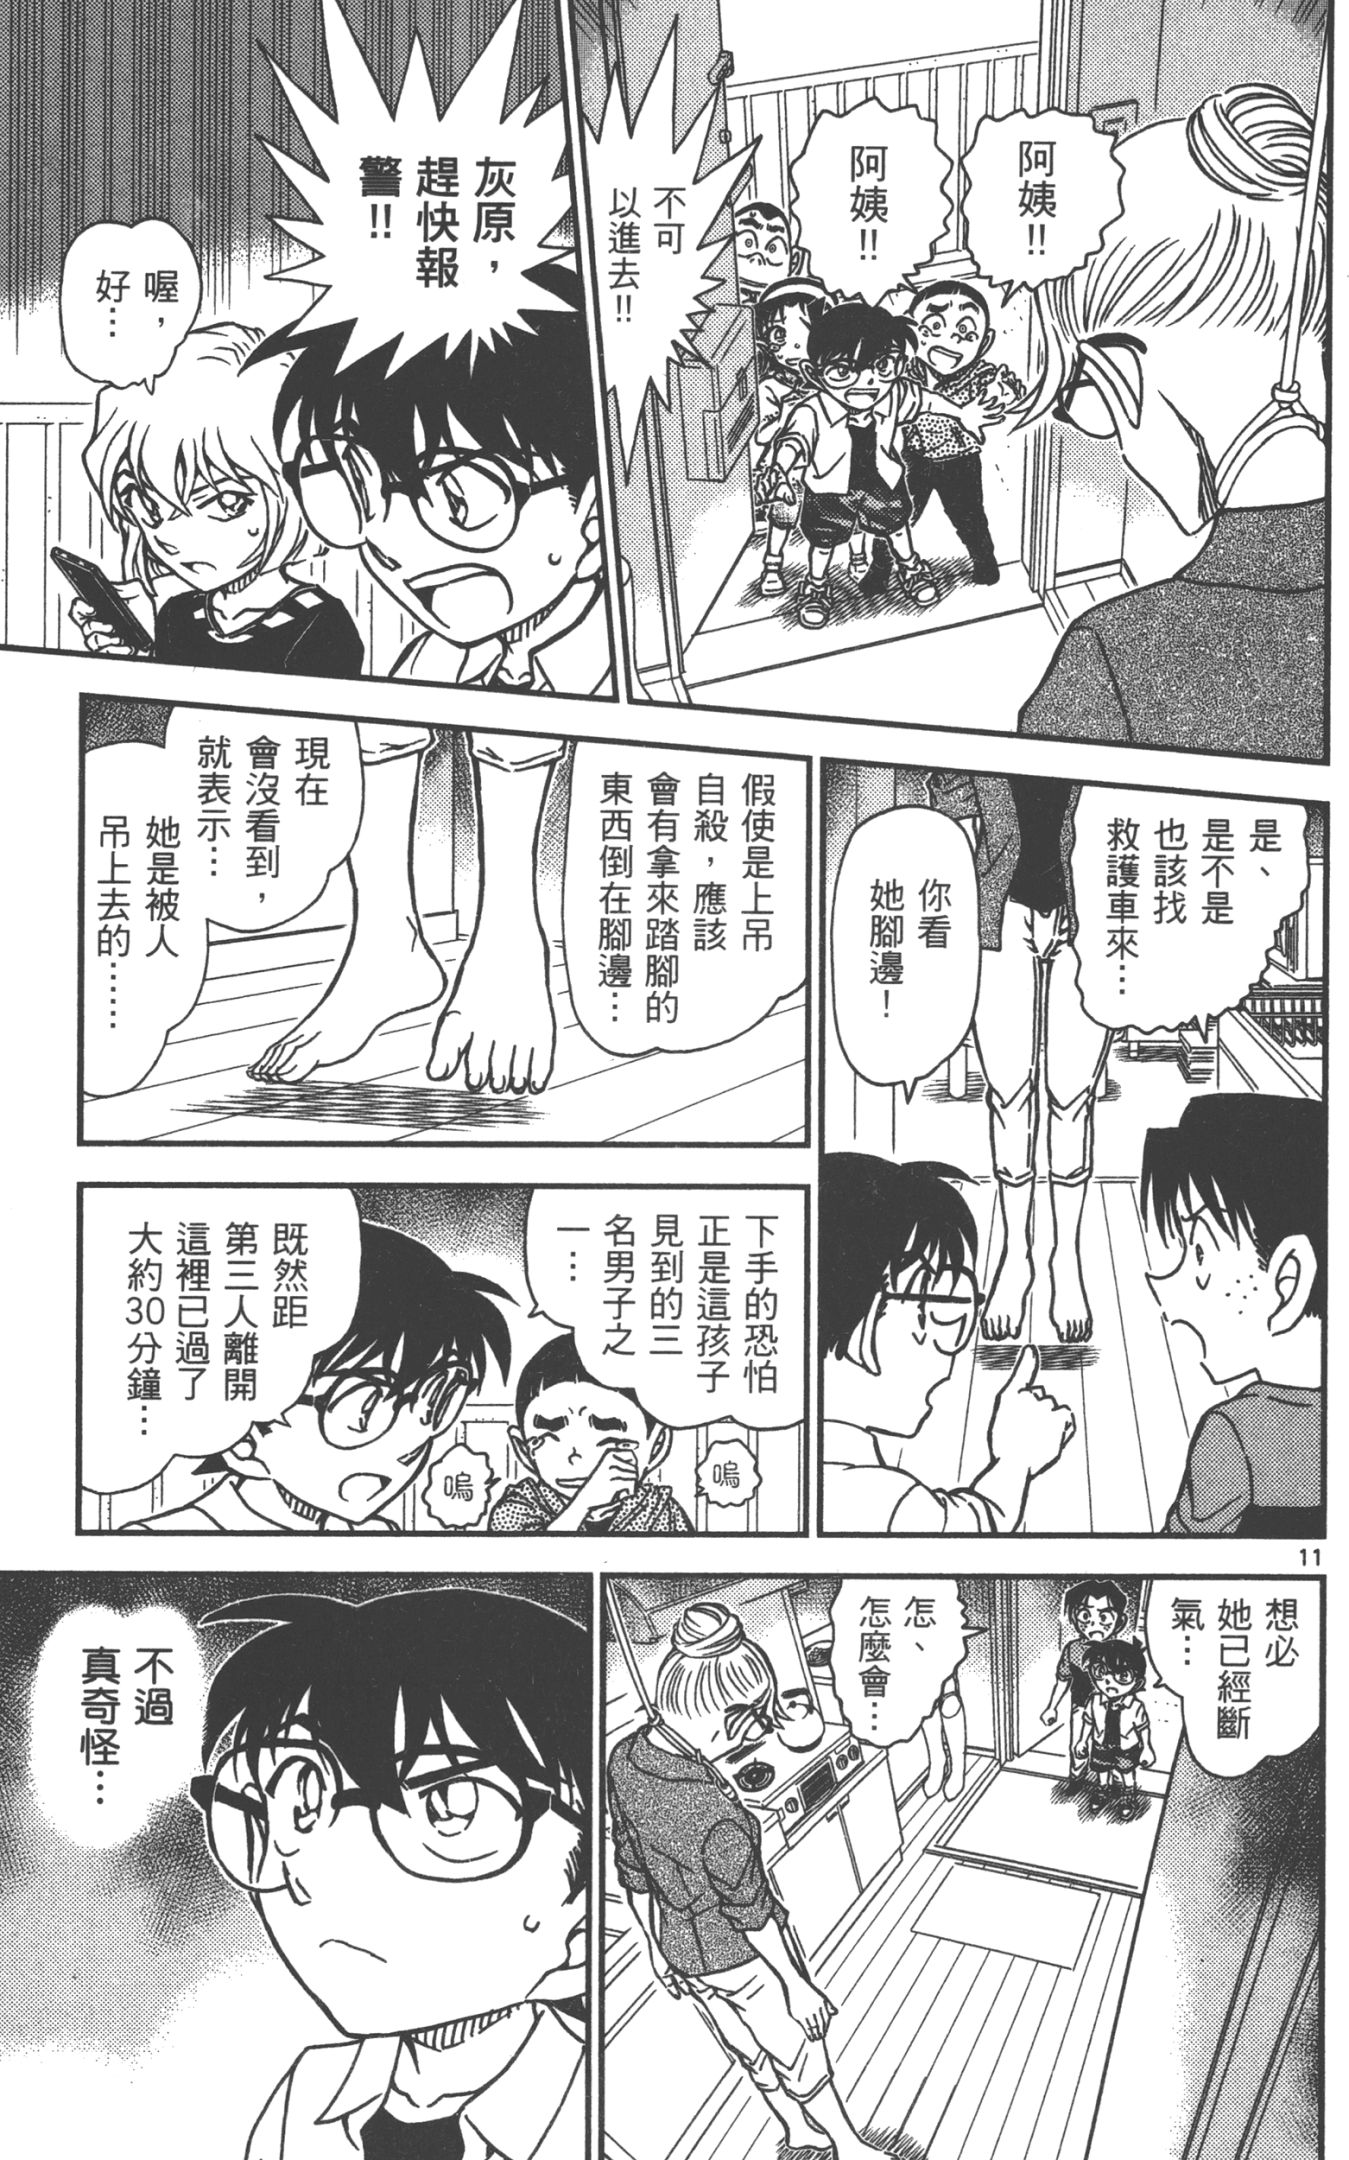 阿姨!!
阿姨!!
不可
以進去!!
灰原，
趕快報
警!!
喔，
好…
是、
是不是
也該找
救護車來…
你看
她腳邊!
假使是上吊
自殺，應該
會有拿來踏腳的
東西倒在腳邊…
現在
會沒看到，
就表示…
她是被人
吊上去的……
下手的恐怕
正是這孩子
見到的三
名男子之
一…
嗚
嗚
既然距
第三人離開
這裡已過了
大約30分鐘…
11
想必
她已經斷
氣…
怎、
怎麼會…
不過
真奇怪…